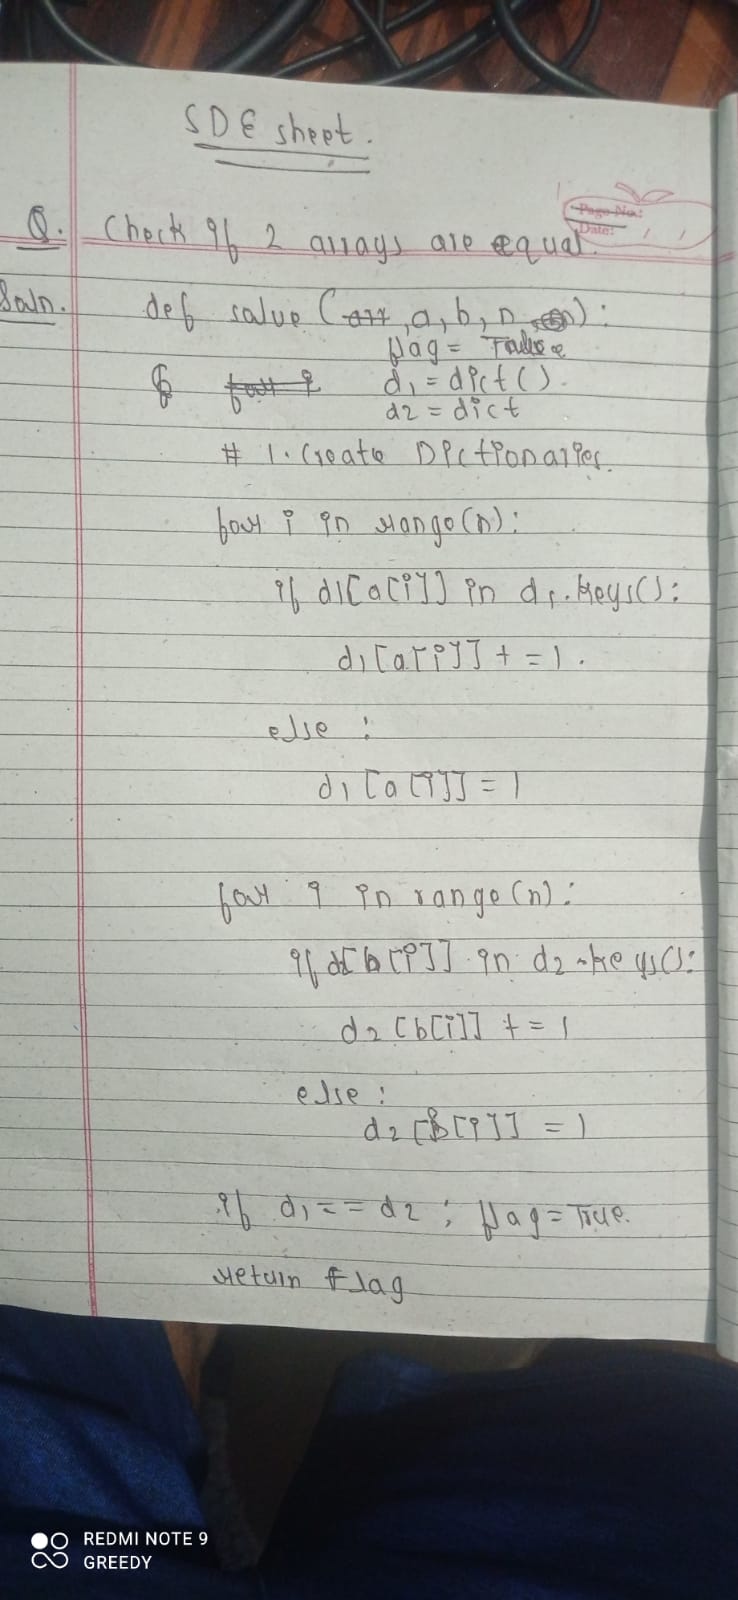 SDE sheet.
Page No.:
Date: / /
Q. Check if 2 arrays are equal.
Soln. def solve (arr, a, b, n):
flag = False
for i d1 = dict().
d2 = dict
# 1. Create Dictionaries.
for i in range(n):
if d1[a[i]] in d1.keys():
d1[a[i]] += 1.
else :
d1[a[i]] = 1
for i in range(n):
if d[b[i]] in d2.keys():
d2[b[i]] += 1
else :
d2[b[i]] = 1
if d1 == d2 : flag = True.
return flag
REDMI NOTE 9
GREEDY